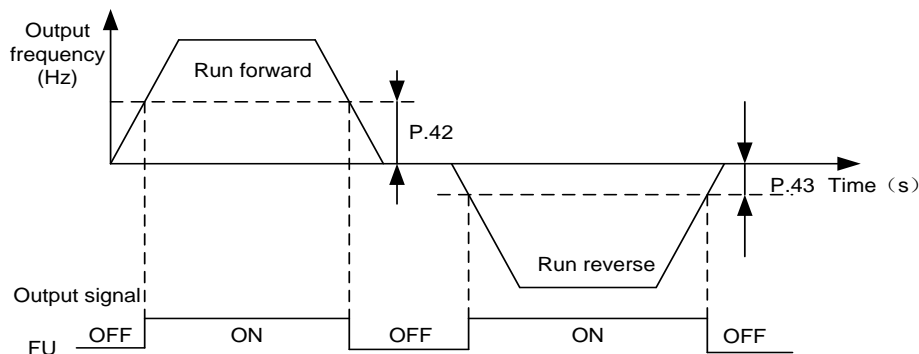 Output
frequency
(Hz)
Run forward
P.42
P.43 Time（s）
Run reverse
Output signal
FU OFF ON OFF ON OFF